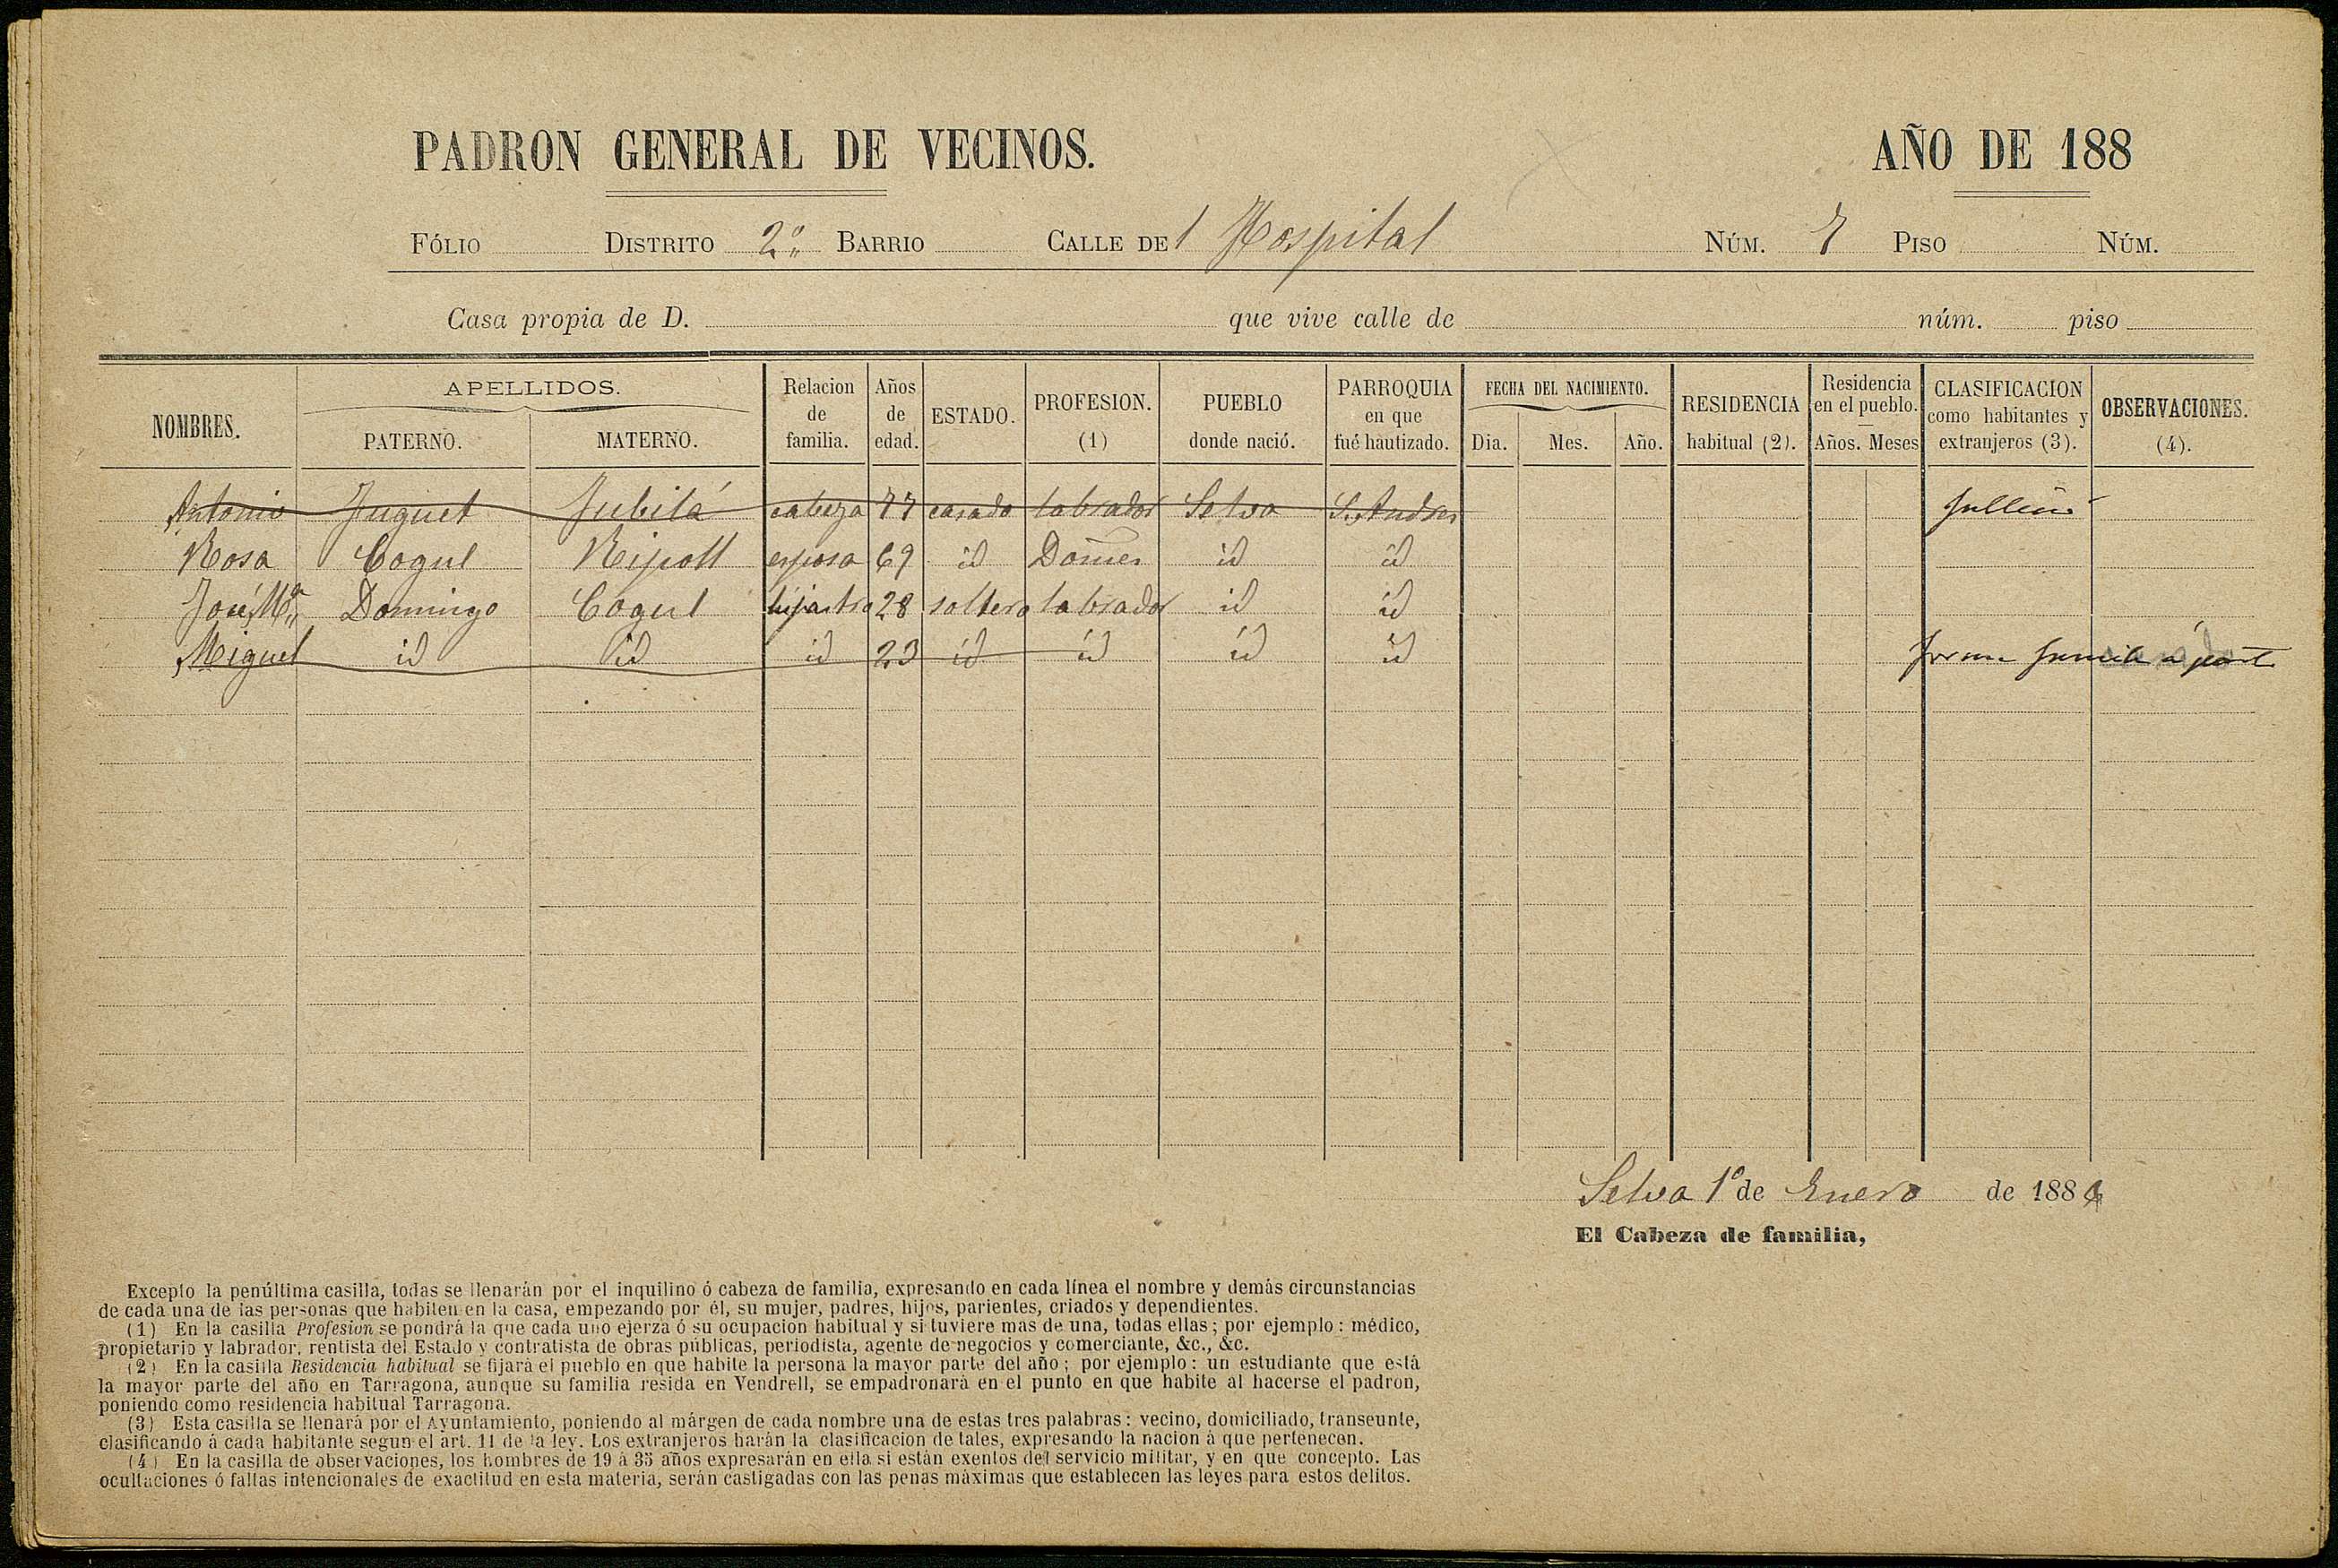 PADRON GENERAL DE VECINOS. AÑO DE 188
FÓLIO DISTRITO 2º BARRIO CALLE DE l Hospital NÚM. 7 PISO NÚM.
Casa propia de D. que vive calle de núm. piso
NOMBRES. APELLIDOS. PATERNO. MATERNO. Relacion de familia. Años de edad. ESTADO. PROFESION. (1) PUEBLO donde nació. PARROQUIA en que fué bautizado. FECHA DEL NACIMIENTO. Dia. Mes. Año. RESIDENCIA habitual (2). Residencia en el pueblo. Años. Meses CLASIFICACION como habitantes y extranjeros (3). OBSERVACIONES. (4).
Antonio Juguet Jubilá cabeza 77 casado labrador Selva S. Andres
Rosa Cogul Ripoll esposa 69 id Domes id id
José Mª Domingo Cogul hijastro 28 soltero labrador id id
Miguel id id id 23 id id id id forma familia á parte
Selva 1º de Enero de 188
El Cabeza de familia,
Excepto la penúltima casilla, todas se llenarán por el inquilino ó cabeza de familia, expresando en cada línea el nombre y demás circunstancias
de cada una de las personas que habiten en la casa, empezando por él, su mujer, padres, hijos, parientes, criados y dependientes.
(1) En la casilla Profesion se pondrá la que cada uno ejerza ó su ocupacion habitual y si tuviere mas de una, todas ellas; por ejemplo: médico,
propietario y labrador, rentista del Estado y contratista de obras públicas, periodista, agente de negocios y comerciante, &c., &c.
(2) En la casilla Residencia habitual se fijará el pueblo en que habite la persona la mayor parte del año; por ejemplo: un estudiante que está
la mayor parte del año en Tarragona, aunque su familia resida en Vendrell, se empadronará en el punto en que habite al hacerse el padron,
poniendo como residencia habitual Tarragona.
(3) Esta casilla se llenará por el Ayuntamiento, poniendo al márgen de cada nombre una de estas tres palabras: vecino, domiciliado, transeunte,
clasificando á cada habitante segun el art. 11 de la ley. Los extranjeros harán la clasificacion de tales, expresando la nacion á que pertenecen.
(4) En la casilla de observaciones, los hombres de 19 á 35 años expresarán en ella si están exentos del servicio militar, y en que concepto. Las
ocultaciones ó faltas intencionales de exactitud en esta materia, serán castigadas con las penas máximas que establecen las leyes para estos delitos.